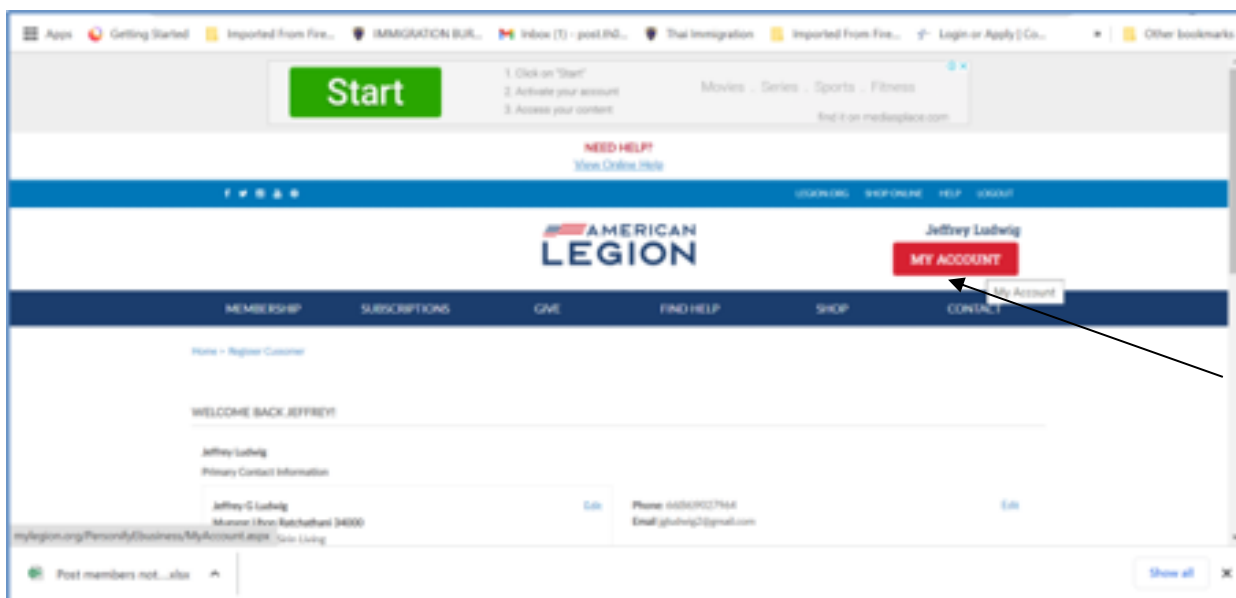 Apps Getting Started Imported From Fire... IMMIGRATION BUR... Inbox (1) - post.th0... Thai Immigration Imported From Fire... Login or Apply | Co... Other bookmarks
Start
1. Click on "Start"
2. Activate your account
3. Access your content
Movies . Series . Sports . Fitness
find it on mediasplace.com
NEED HELP?
View Online Help
LEGION.ORG SHOP ONLINE HELP LOGOUT
AMERICAN
LEGION
Jeffrey Ludwig
MY ACCOUNT
My Account
MEMBERSHIP SUBSCRIPTIONS GIVE FIND HELP SHOP CONTACT
Home > Register Customer
WELCOME BACK JEFFREY!
Jeffrey Ludwig
Primary Contact Information
Jeffrey G Ludwig Edit Phone: Edit
Ubon Ratchathani 34000 Email
Living
mylegion.org/PersonifyEbusiness/MyAccount.aspx
Post members not....xlsx Show all